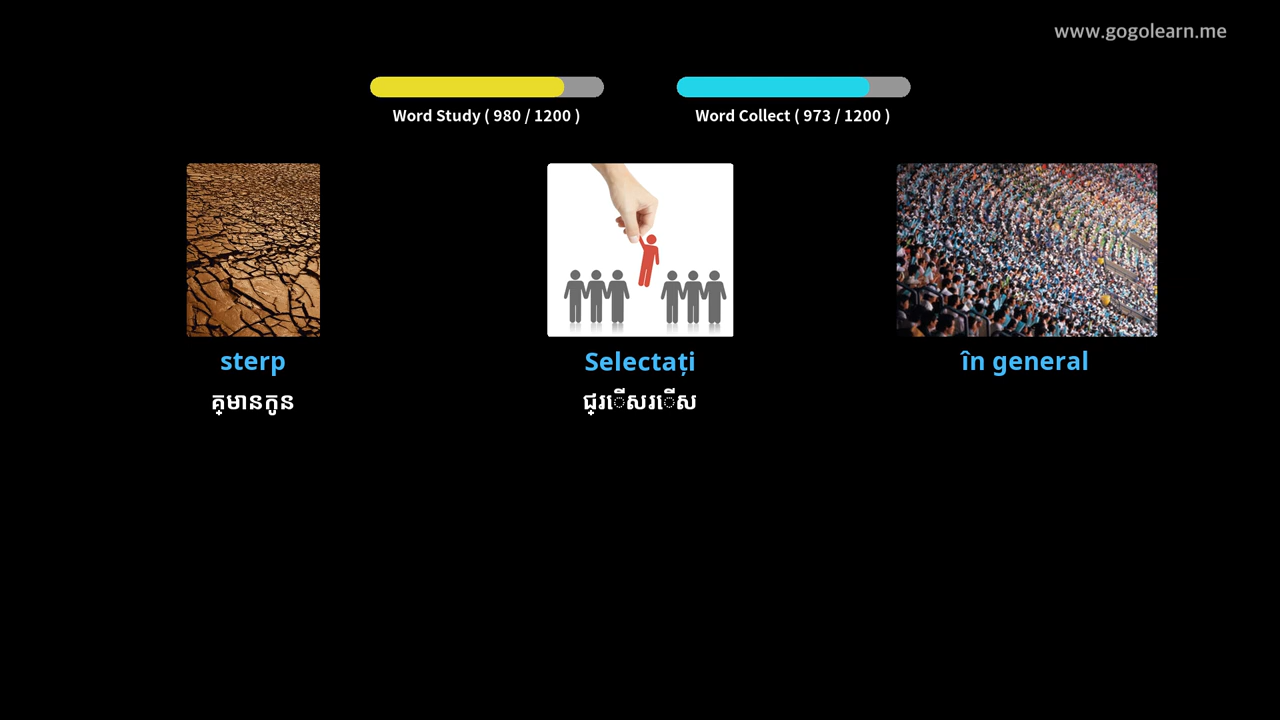 www.gogolearn.me
Word Study ( 980 / 1200 )
Word Collect ( 973 / 1200 )
sterp
Selectați
în general
គ្មានកូន
ជ្រើសរើស